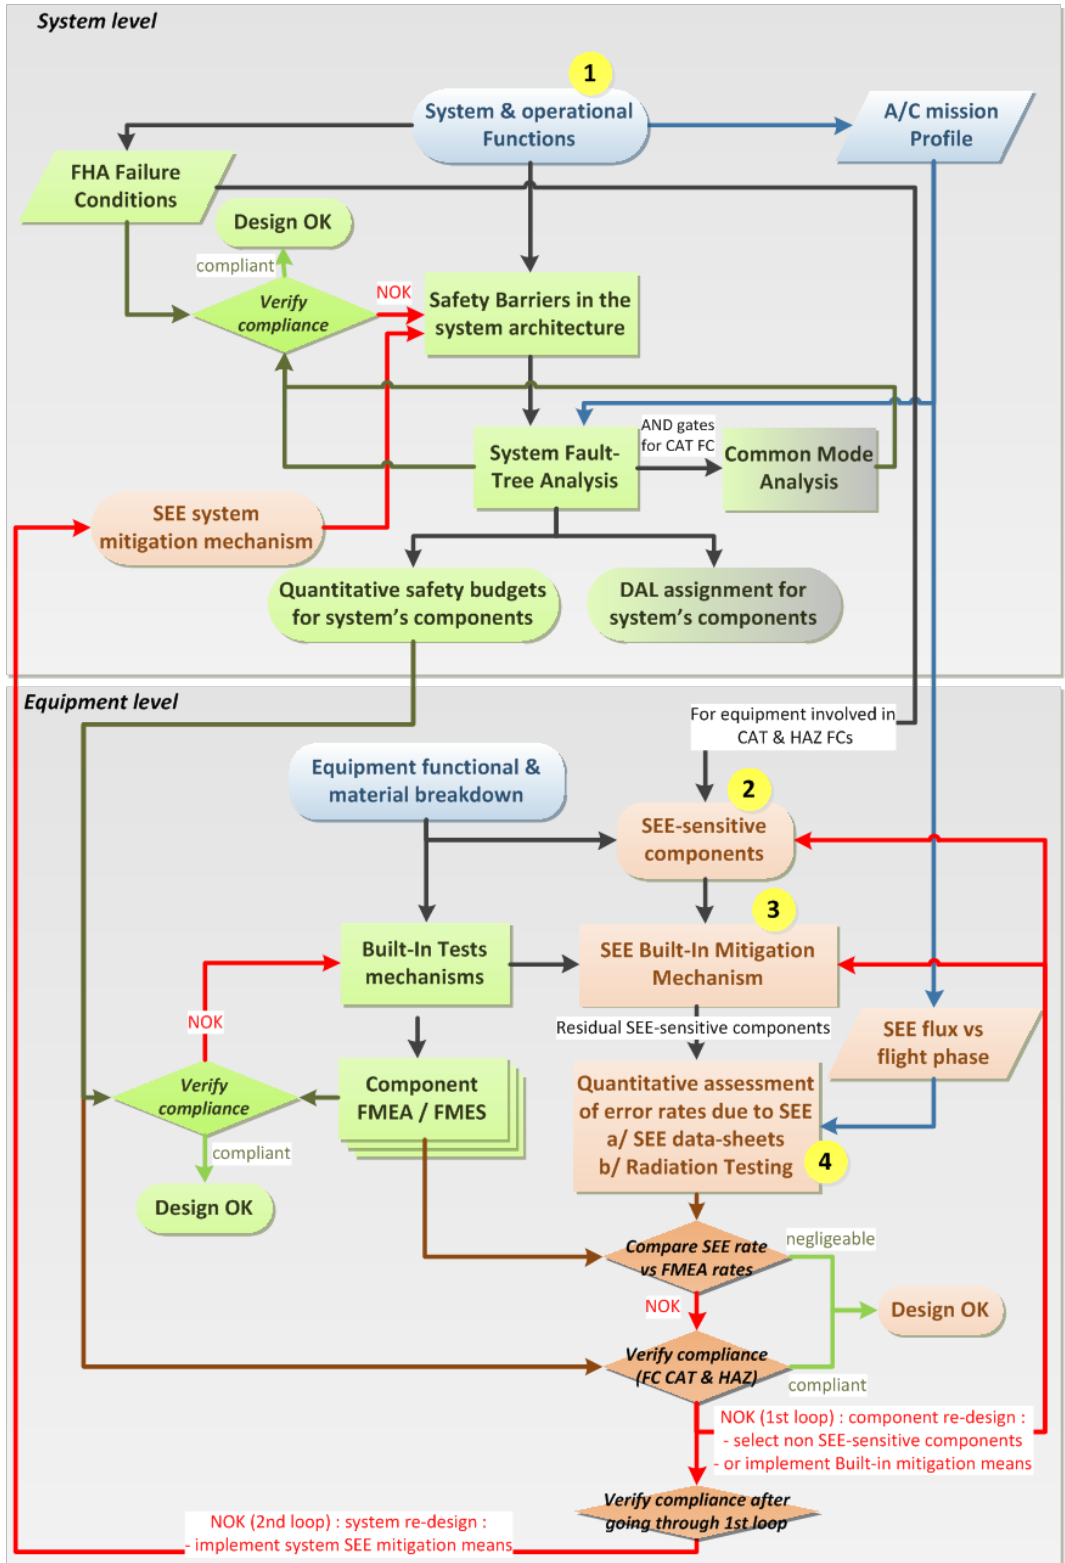 System level
1
System & operational
Functions
A/C mission
Profile
FHA Failure
Conditions
Design OK
compliant
Verify
compliance
NOK
Safety Barriers in the
system architecture
AND gates
for CAT FC
System Fault-
Tree Analysis
Common Mode
Analysis
SEE system
mitigation mechanism
Quantitative safety budgets
for system's components
DAL assignment for
system's components
Equipment level
For equipment involved in
CAT & HAZ FCs
Equipment functional &
material breakdown
2
SEE-sensitive
components
3
Built-In Tests
mechanisms
SEE Built-In Mitigation
Mechanism
NOK
Residual SEE-sensitive components
SEE flux vs
flight phase
Verify
compliance
Component
FMEA / FMES
Quantitative assessment
of error rates due to SEE
a/ SEE data-sheets
b/ Radiation Testing
4
compliant
Design OK
Compare SEE rate
vs FMEA rates
negligeable
NOK
Design OK
Verify compliance
(FC CAT & HAZ)
compliant
NOK (1st loop) : component re-design :
- select non SEE-sensitive components
- or implement Built-in mitigation means
Verify compliance after
going through 1st loop
NOK (2nd loop) : system re-design :
- implement system SEE mitigation means